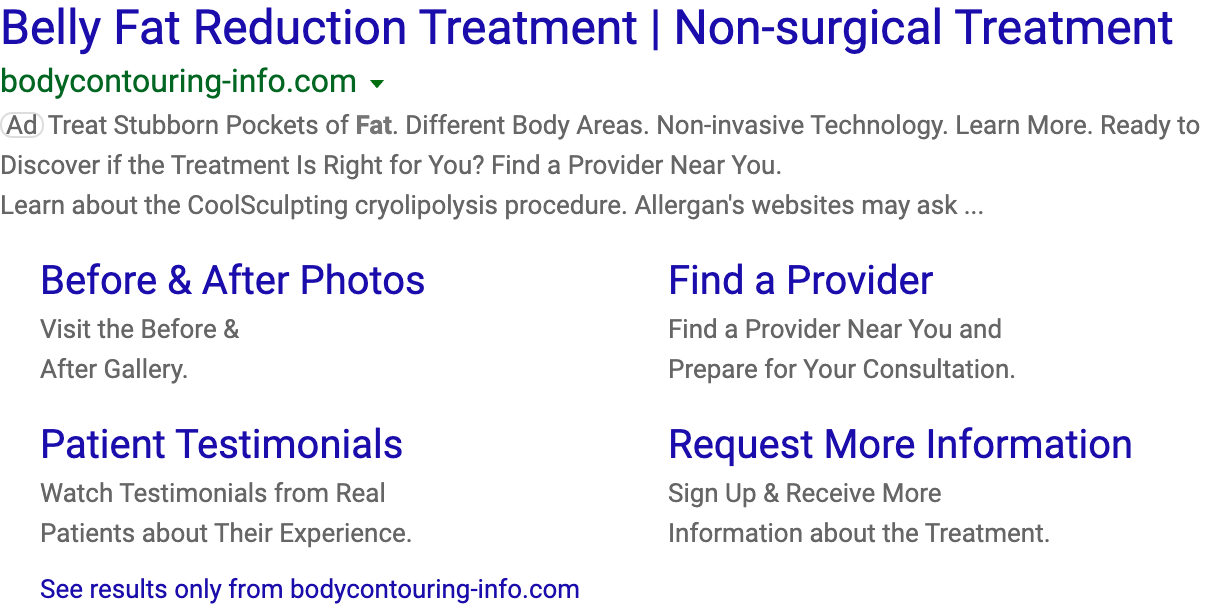 Belly Fat Reduction Treatment | Non-surgical Treatment
bodycontouring-info.com
Ad Treat Stubborn Pockets of Fat. Different Body Areas. Non-invasive Technology. Learn More. Ready to
Discover if the Treatment Is Right for You? Find a Provider Near You.
Learn about the CoolSculpting cryolipolysis procedure. Allergan's websites may ask ...
Before & After Photos
Visit the Before &
After Gallery.
Find a Provider
Find a Provider Near You and
Prepare for Your Consultation.
Patient Testimonials
Watch Testimonials from Real
Patients about Their Experience.
Request More Information
Sign Up & Receive More
Information about the Treatment.
See results only from bodycontouring-info.com